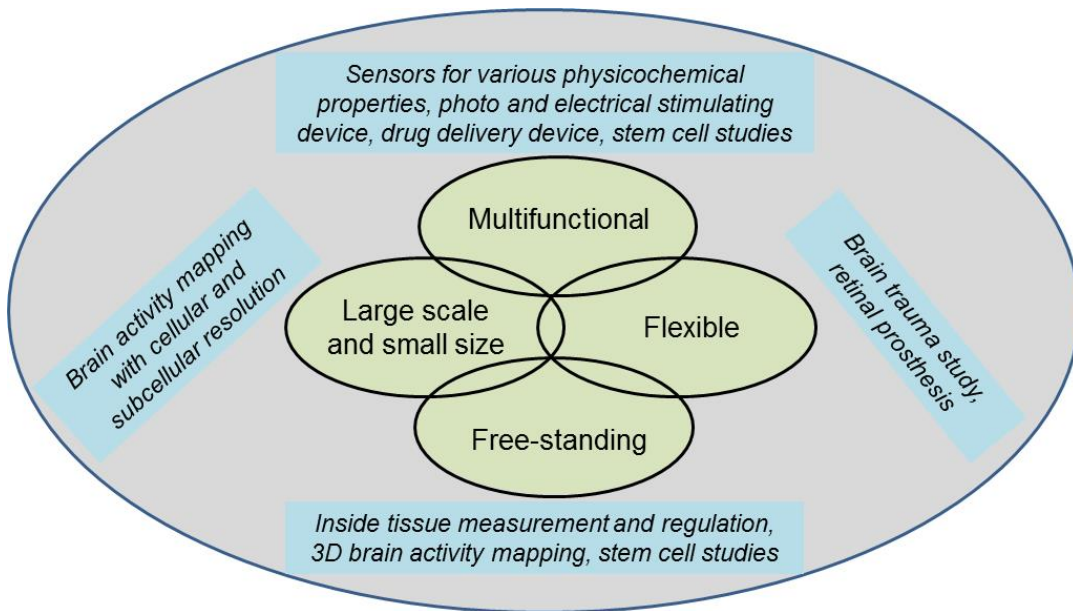 Sensors for various physicochemical
properties, photo and electrical stimulating
device, drug delivery device, stem cell studies
Multifunctional
Brain activity mapping
with cellular and
subcellular resolution
Large scale
and small size
Flexible
Brain trauma study,
retinal prosthesis
Free-standing
Inside tissue measurement and regulation,
3D brain activity mapping, stem cell studies